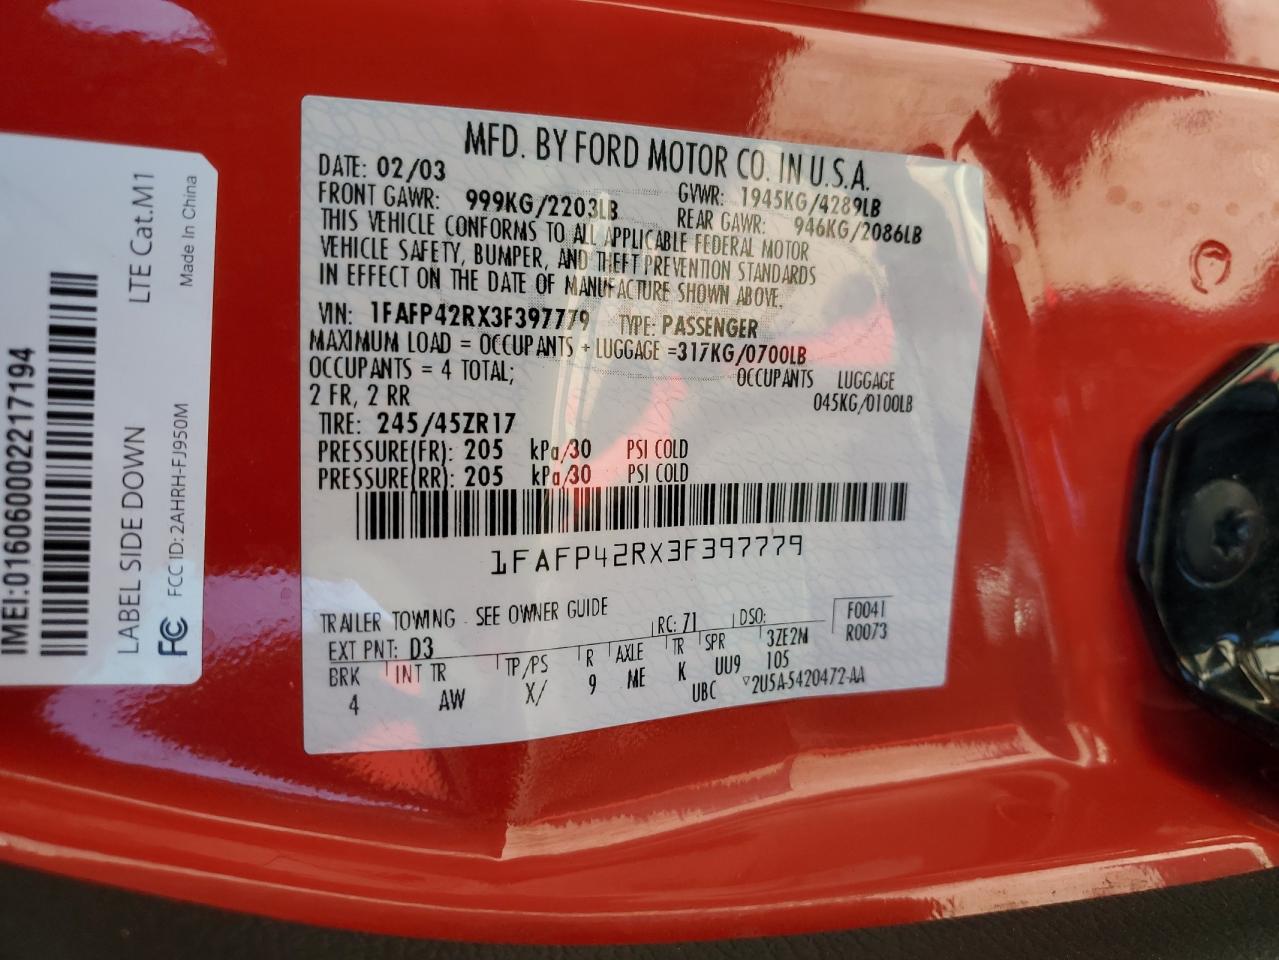 IMEI:016060002217194
LABEL SIDE DOWN LTE Cat.M1
FCC ID: 2AHRH-FJ950M Made In China
MFD. BY FORD MOTOR CO. IN U.S.A.
DATE: 02/03 GVWR: 1945KG/4289LB
FRONT GAWR: 999KG/2203LB REAR GAWR: 946KG/2086LB
THIS VEHICLE CONFORMS TO ALL APPLICABLE FEDERAL MOTOR
VEHICLE SAFETY, BUMPER, AND THEFT PREVENTION STANDARDS
IN EFFECT ON THE DATE OF MANUFACTURE SHOWN ABOVE.
VIN: 1FAFP42RX3F397779 TYPE: PASSENGER
MAXIMUM LOAD = OCCUPANTS + LUGGAGE =317KG/0700LB
OCCUPANTS = 4 TOTAL; OCCUPANTS LUGGAGE
2 FR, 2 RR 045KG/0100LB
TIRE: 245/45ZR17
PRESSURE(FR): 205 kPa/30 PSI COLD
PRESSURE(RR): 205 kPa/30 PSI COLD
1FAFP42RX3F397779
TRAILER TOWING - SEE OWNER GUIDE
EXT PNT: D3 RC: 71 DSO: F0041
BRK INT TR TP/PS R AXLE TR SPR 3ZE2M R0073
4 AW X/ 9 ME K UU9 105
UBC ▽2U5A-5420472-AA